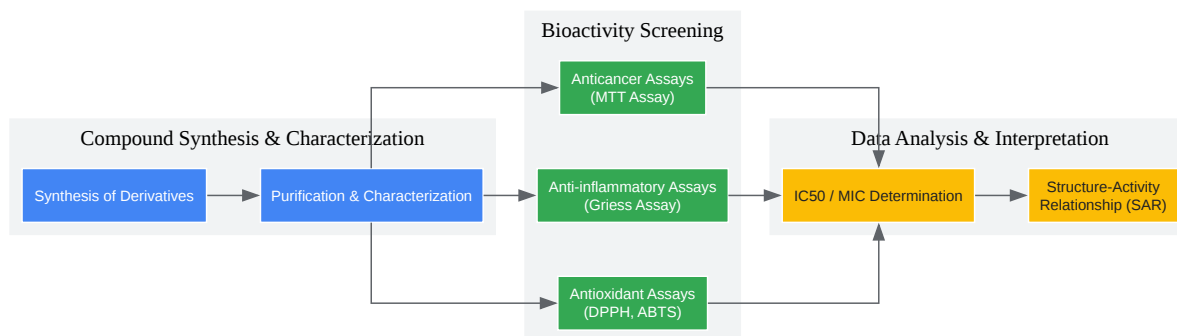 Bioactivity Screening
Anticancer Assays
(MTT Assay)
Compound Synthesis & Characterization
Data Analysis & Interpretation
Synthesis of Derivatives
Purification & Characterization
Anti-inflammatory Assays
(Griess Assay)
IC50 / MIC Determination
Structure-Activity
Relationship (SAR)
Antioxidant Assays
(DPPH, ABTS)